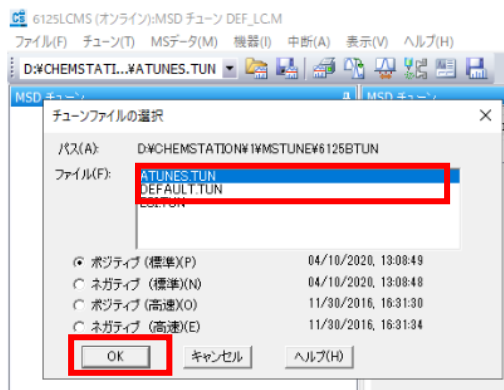 6125LCMS (オンライン):MSD チューン DEF_LC.M
ファイル(F) チューン(T) MSデータ(M) 機器(I) 中断(A) 表示(V) ヘルプ(H)
D:¥CHEMSTATI...¥ATUNES.TUN
MSD チューン
MSD チューン
チューンファイルの選択
パス(A): D:¥CHEMSTATION¥1¥MSTUNE¥6125BTUN
ファイル(F): ATUNES.TUN
DEFAULT.TUN
ESI.TUN
ポジティブ (標準)(P) 04/10/2020, 13:08:49
ネガティブ (標準)(N) 04/10/2020, 13:08:48
ポジティブ (高速)(O) 11/30/2016, 16:31:30
ネガティブ (高速)(E) 11/30/2016, 16:31:34
OK キャンセル ヘルプ(H)